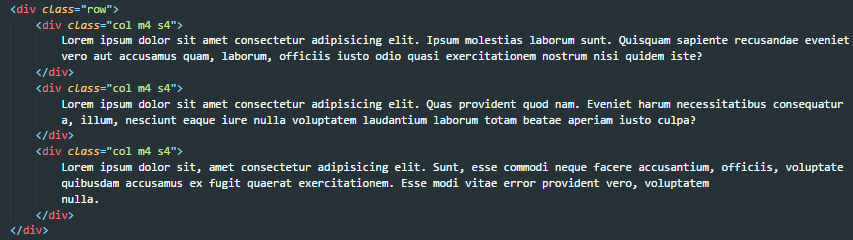 <div class="row">
<div class="col m4 s4">
Lorem ipsum dolor sit amet consectetur adipisicing elit. Ipsum molestias laborum sunt. Quisquam sapiente recusandae eveniet
vero aut accusamus quam, laborum, officiis iusto odio quasi exercitationem nostrum nisi quidem iste?
</div>
<div class="col m4 s4">
Lorem ipsum dolor sit amet consectetur adipisicing elit. Quas provident quod nam. Eveniet harum necessitatibus consequatur
a, illum, nesciunt eaque iure nulla voluptatem laudantium laborum totam beatae aperiam iusto culpa?
</div>
<div class="col m4 s4">
Lorem ipsum dolor sit, amet consectetur adipisicing elit. Sunt, esse commodi neque facere accusantium, officiis, voluptate
quibusdam accusamus ex fugit quaerat exercitationem. Esse modi vitae error provident vero, voluptatem
nulla.
</div>
</div>